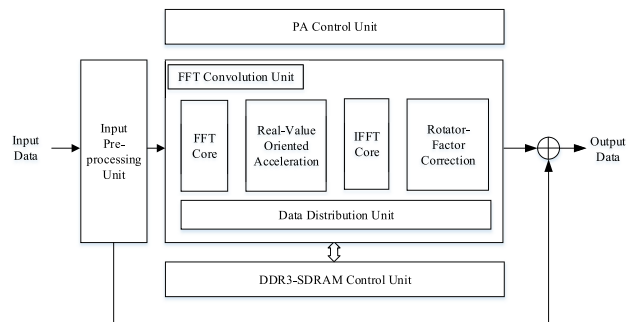 PA Control Unit
FFT Convolution Unit
Input
Data
Input
Pre-
processing
Unit
FFT
Core
Real-Value
Oriented
Acceleration
IFFT
Core
Rotator-
Factor
Correction
Output
Data
Data Distribution Unit
DDR3-SDRAM Control Unit